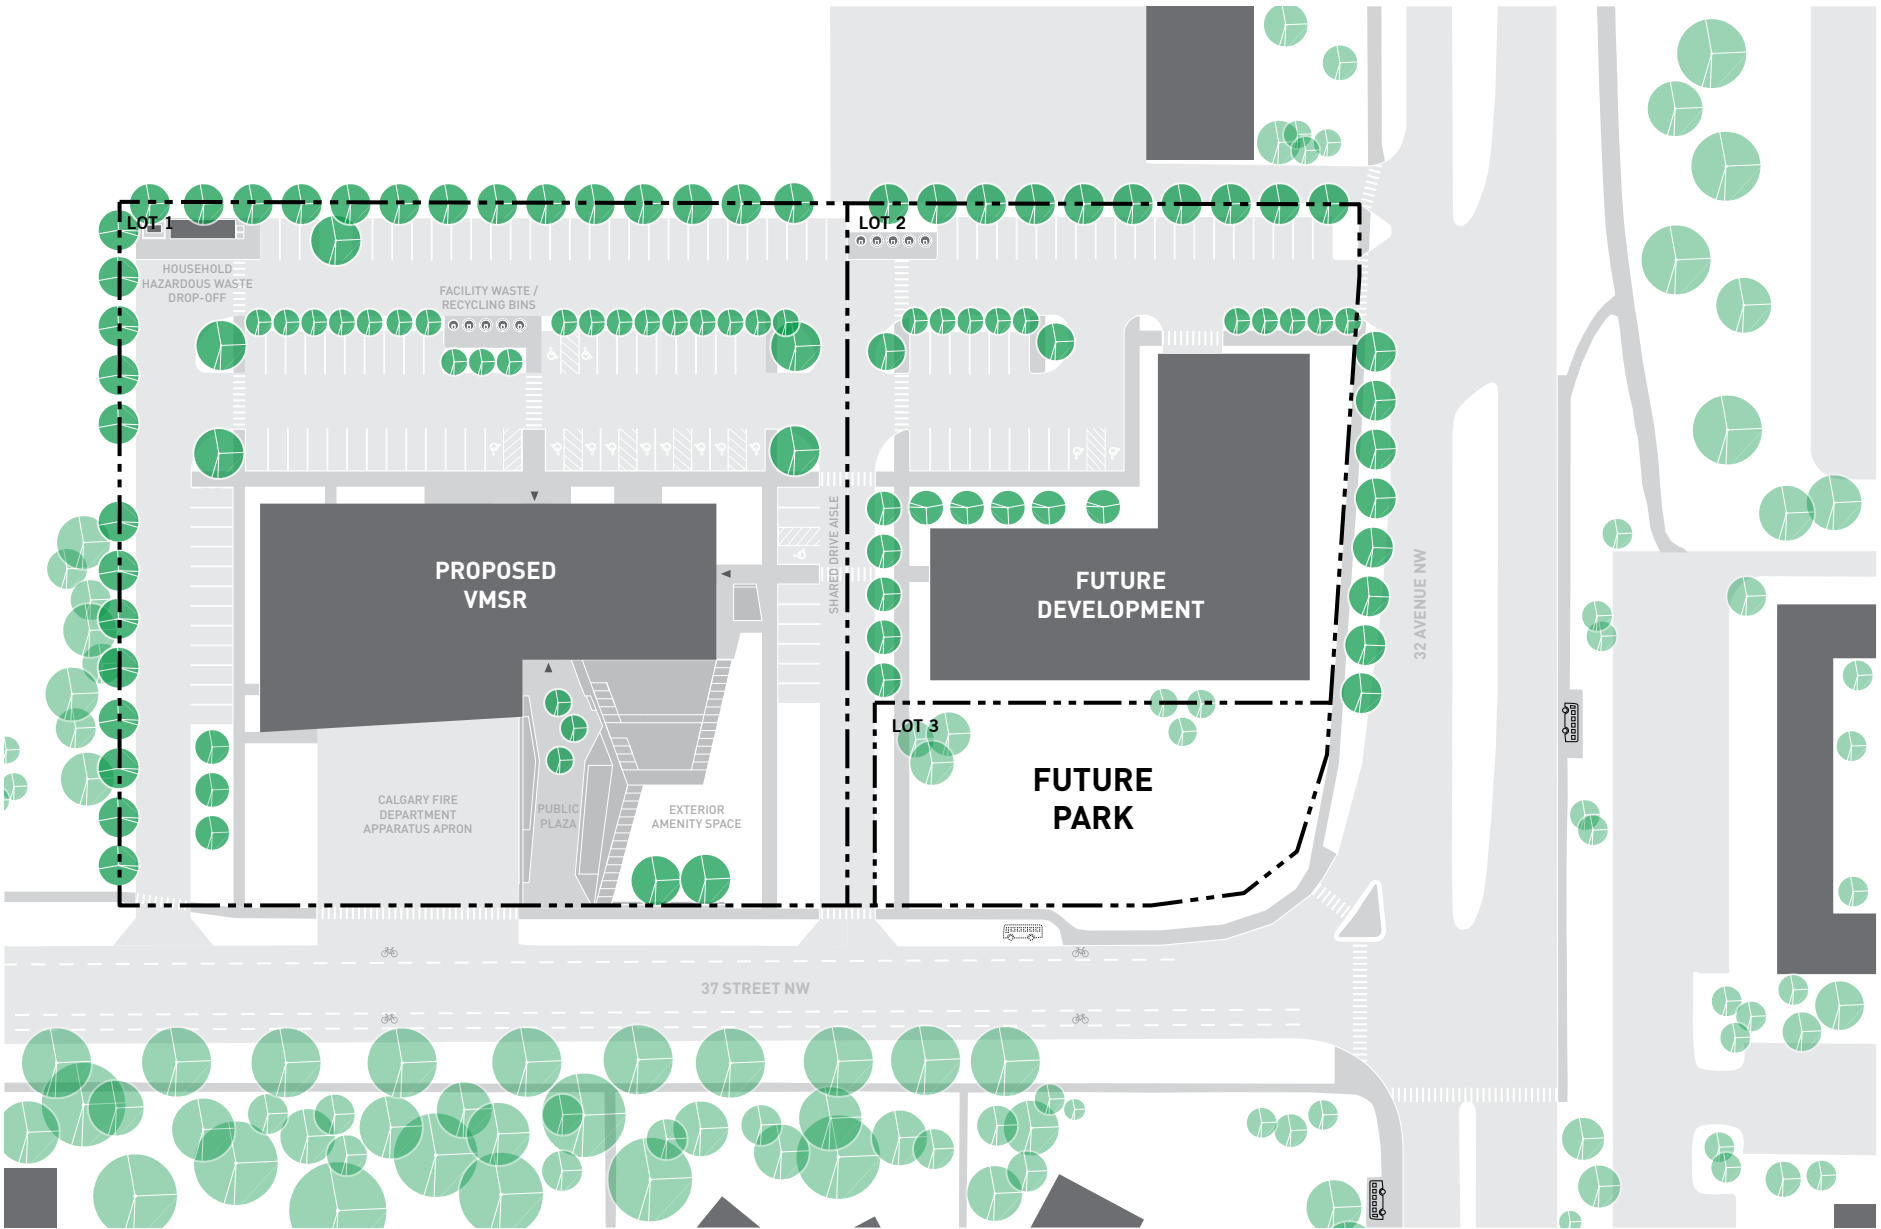 LOT 1
LOT 2
HOUSEHOLD
HAZARDOUS WASTE
DROP-OFF
FACILITY WASTE /
RECYCLING BINS
SHARED DRIVE AISLE
PROPOSED
VMSR
FUTURE
DEVELOPMENT
32 AVENUE NW
LOT 3
FUTURE
PARK
CALGARY FIRE
DEPARTMENT
APPARATUS APRON
PUBLIC
PLAZA
EXTERIOR
AMENITY SPACE
37 STREET NW